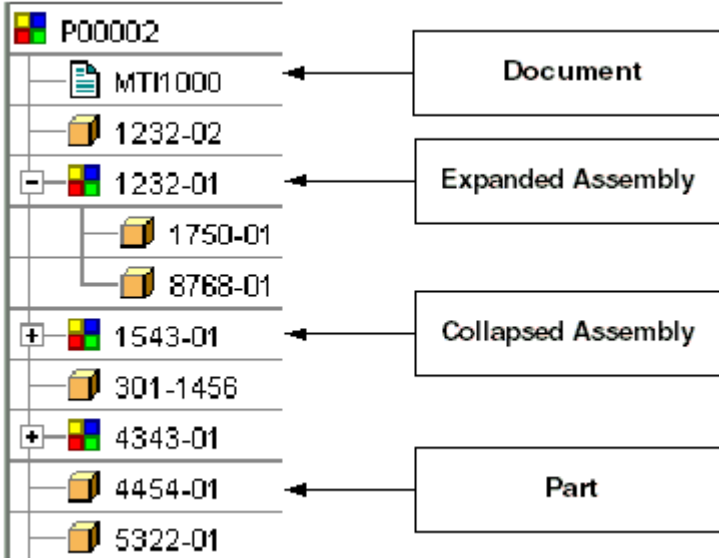 P00002
MTI1000
Document
1232-02
1232-01
Expanded Assembly
1750-01
8768-01
1543-01
Collapsed Assembly
301-1456
4343-01
4454-01
Part
5322-01